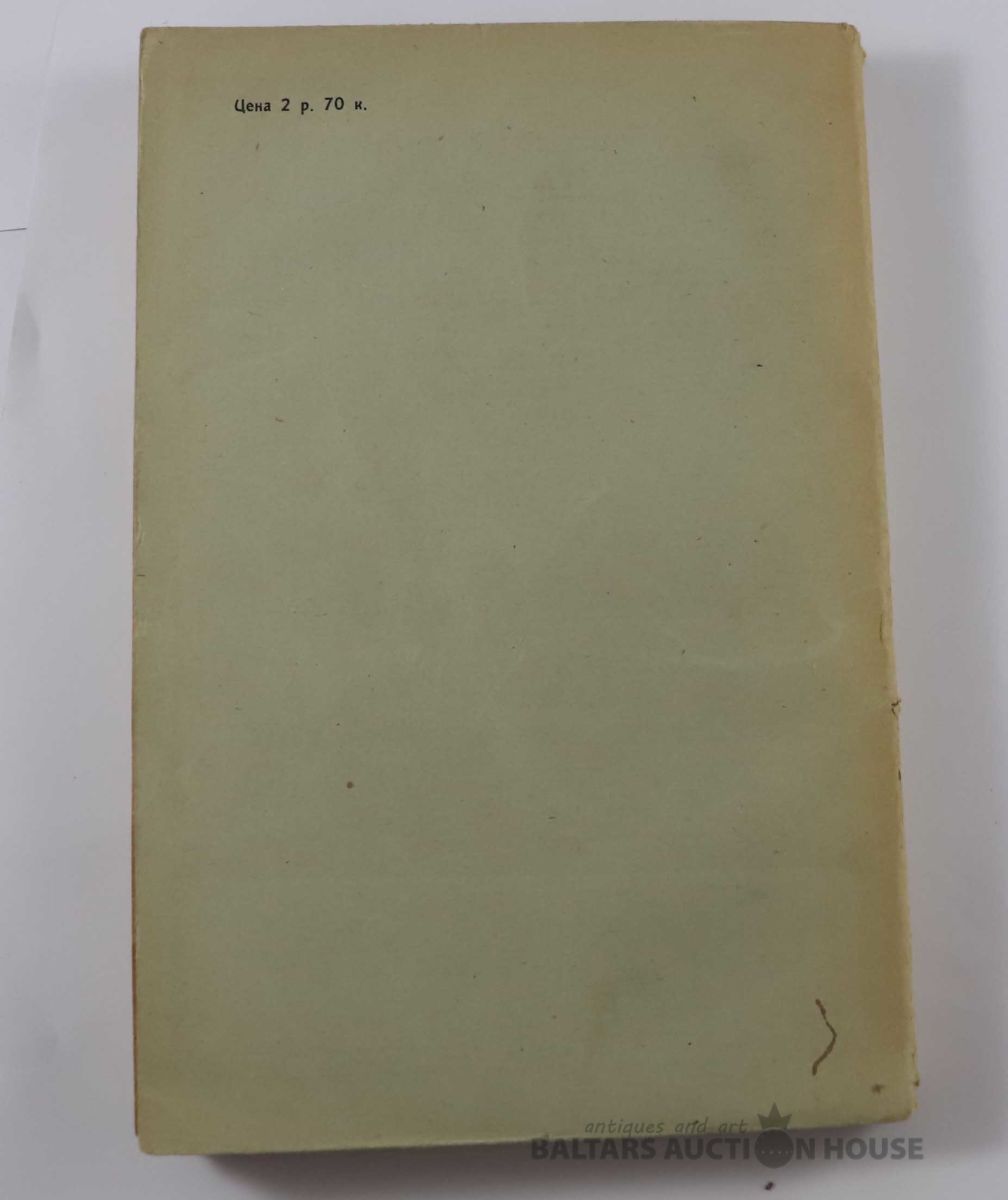 Цена 2 р. 70 к.
antiques and art
BALTARS AUCTION HOUSE